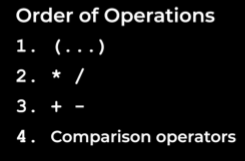 Order of Operations
1. (...)
2. * /
3. + -
4. Comparison operators